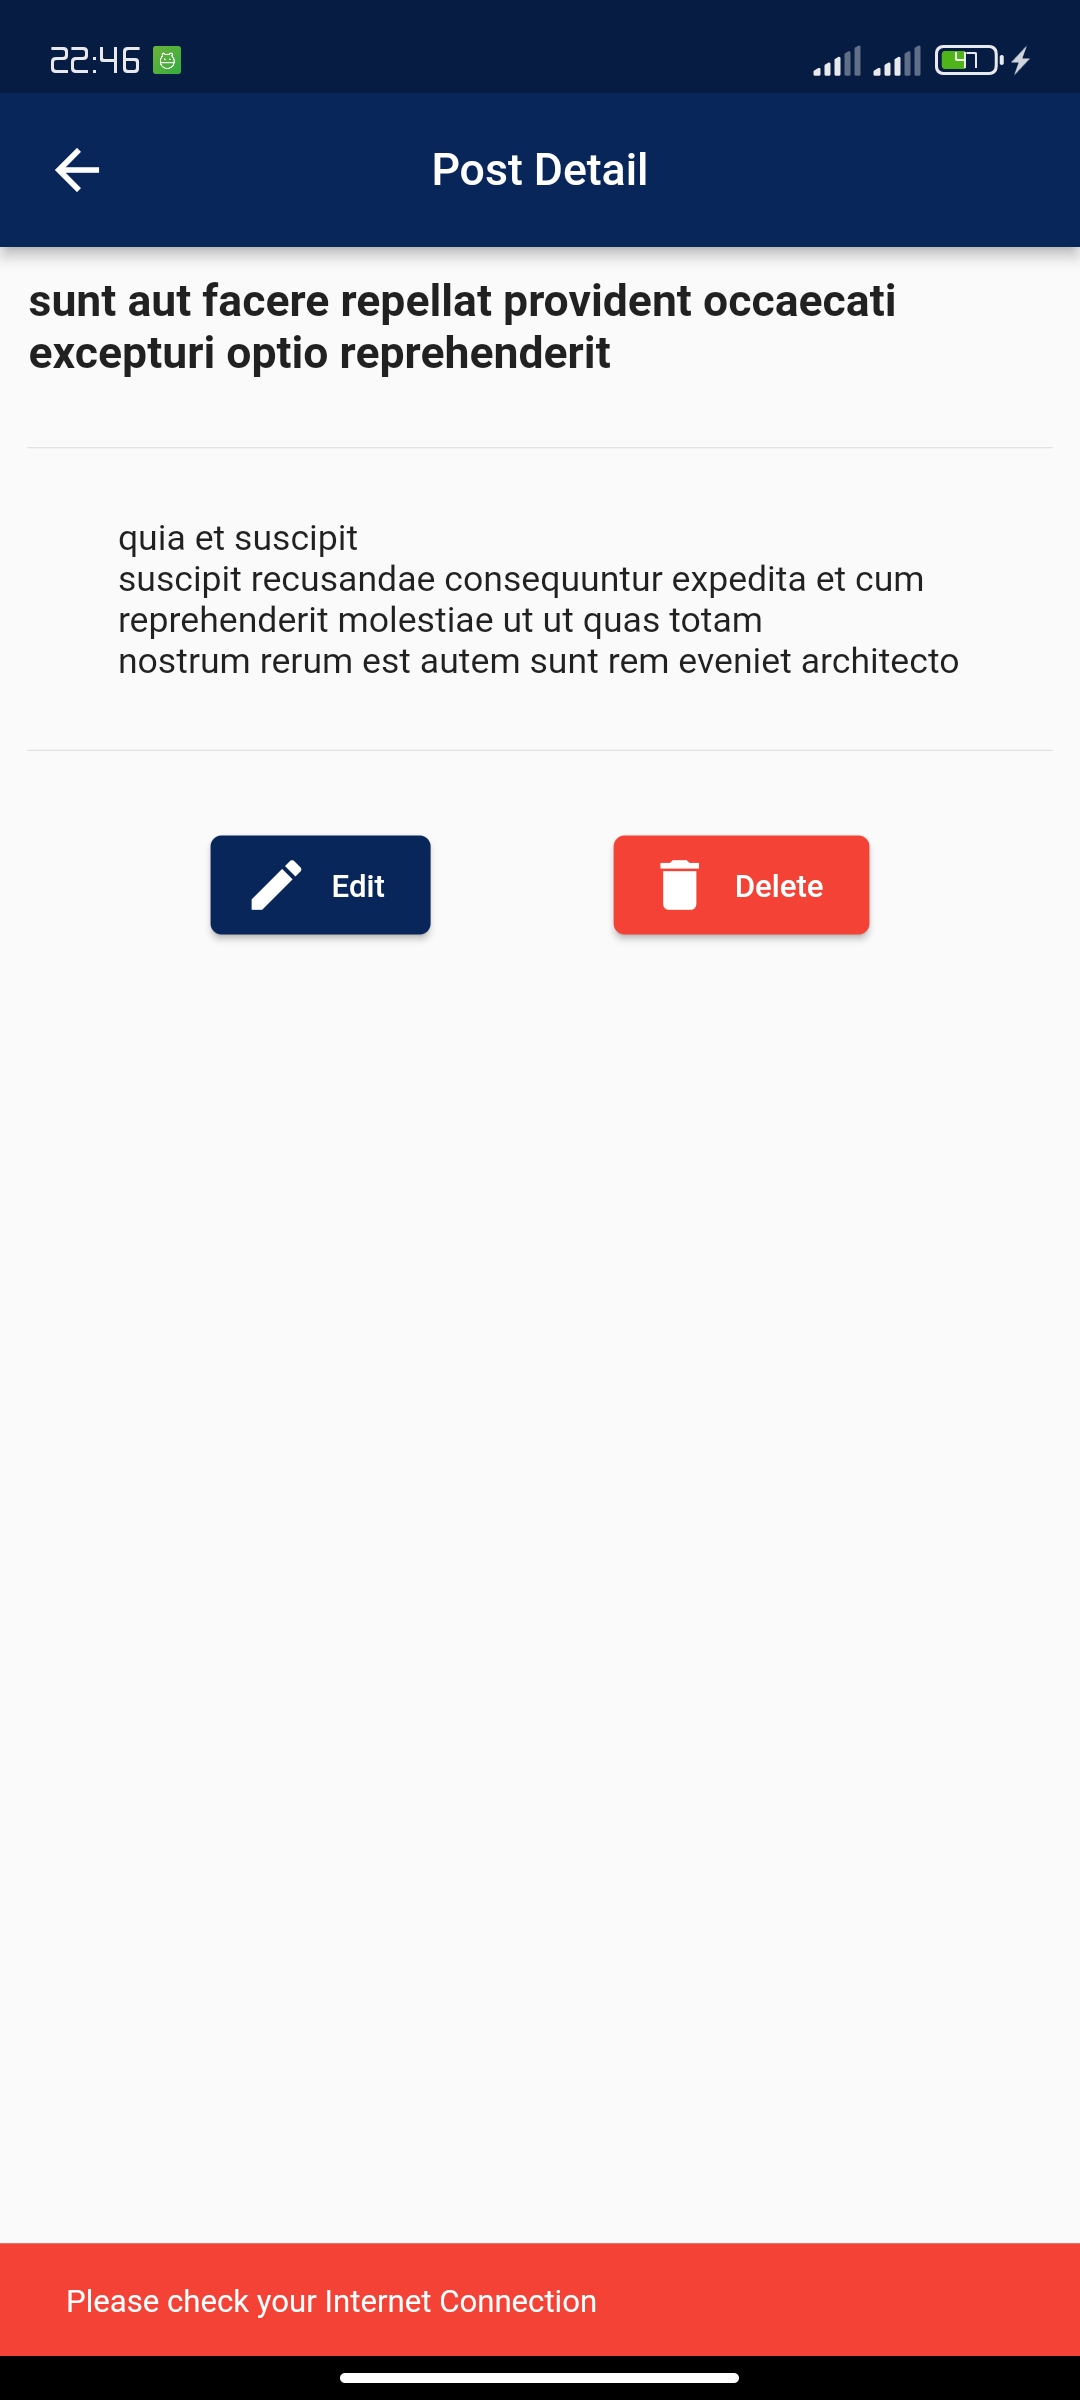 22:46
47
Post Detail
sunt aut facere repellat provident occaecati
excepturi optio reprehenderit
quia et suscipit
suscipit recusandae consequuntur expedita et cum
reprehenderit molestiae ut ut quas totam
nostrum rerum est autem sunt rem eveniet architecto
Edit
Delete
Please check your Internet Connection